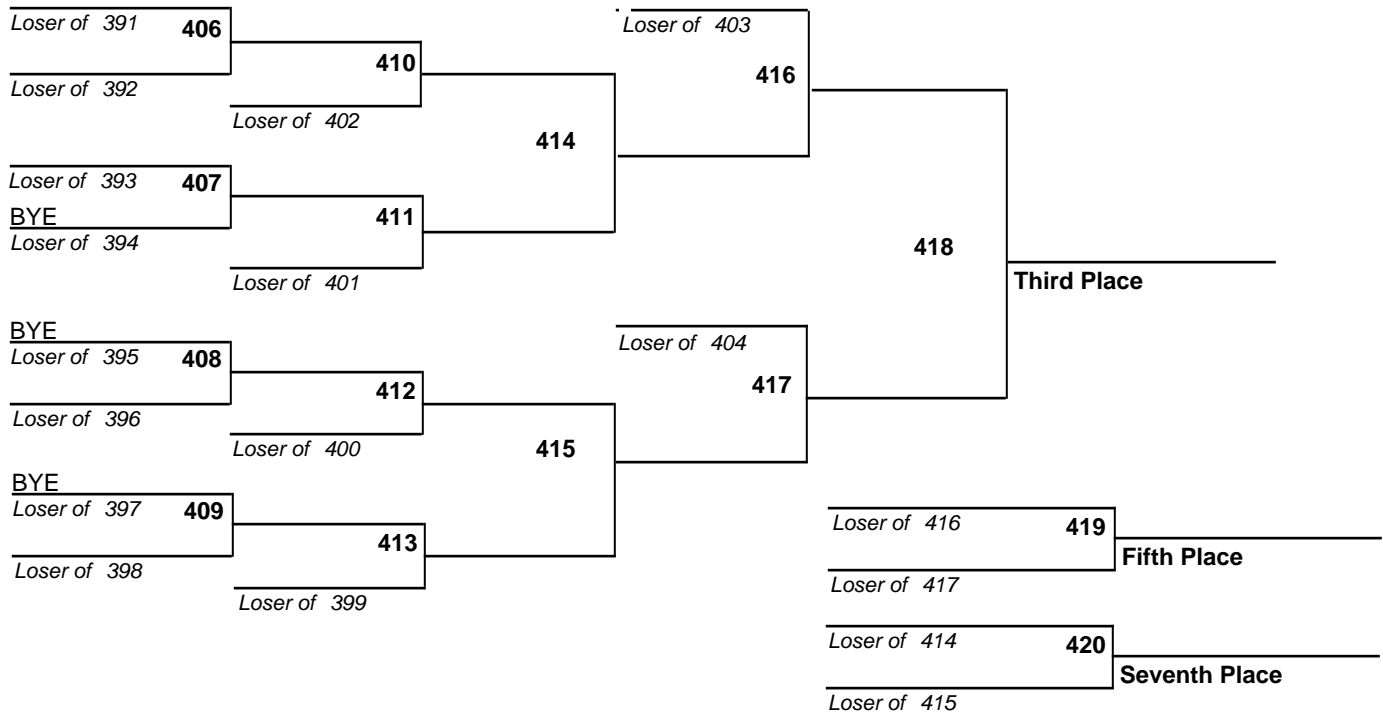 Loser of 391
406
Loser of 392
410
Loser of 402
Loser of 393
407
BYE
Loser of 394
411
Loser of 401
414
Loser of 403
416
BYE
Loser of 395
408
Loser of 396
412
Loser of 400
BYE
Loser of 397
409
Loser of 398
413
Loser of 399
415
Loser of 404
417
418
Third Place
Loser of 416
419
Loser of 417
Fifth Place
Loser of 414
420
Loser of 415
Seventh Place